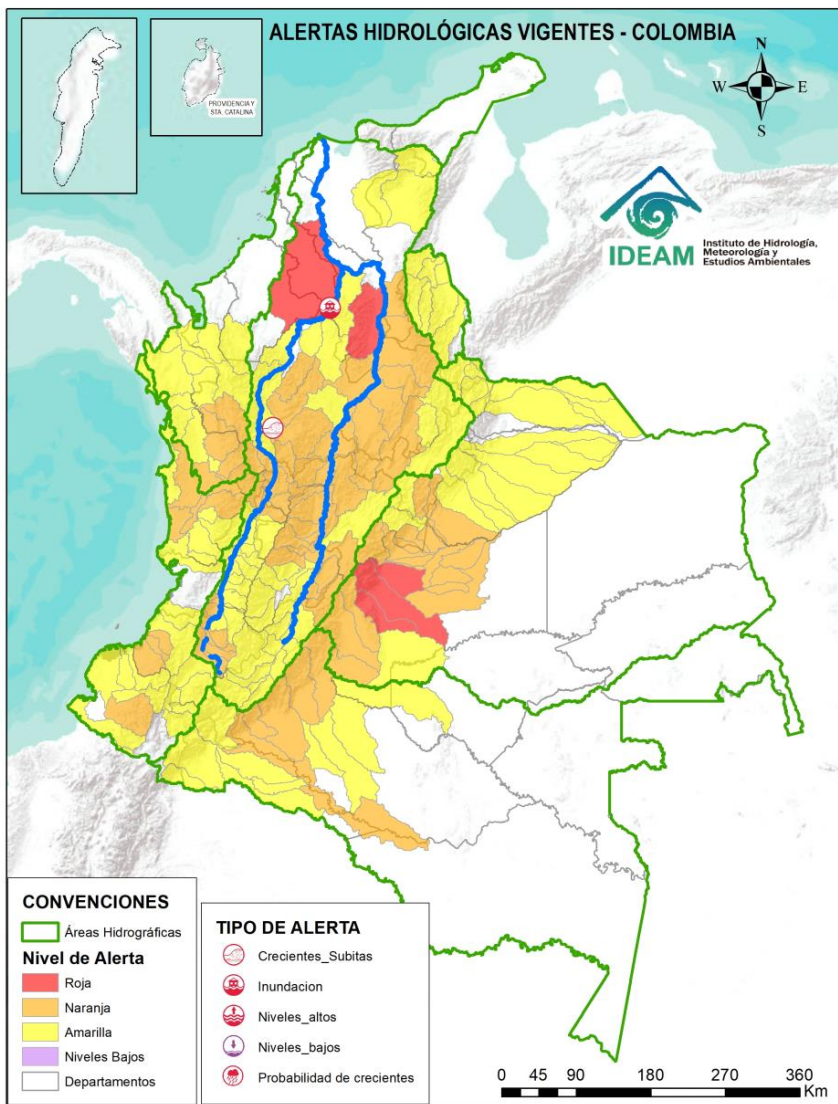 ALERTAS HIDROLÓGICAS VIGENTES - COLOMBIA
PROVIDENCIA Y
STA. CATALINA
N
W
E
S
IDEAM
Instituto de Hidrología,
Meteorología y
Estudios Ambientales
CONVENCIONES
Áreas Hidrográficas
Nivel de Alerta
Roja
Naranja
Amarilla
Niveles Bajos
Departamentos
TIPO DE ALERTA
Crecientes_Subitas
Inundacion
Niveles_altos
Niveles_bajos
Probabilidad de crecientes
0 45 90 180 270 360
Km